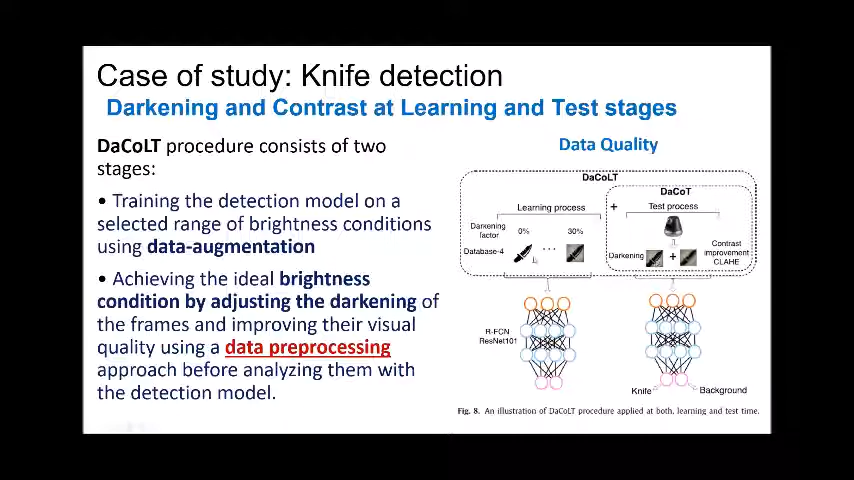 Case of study: Knife detection
Darkening and Contrast at Learning and Test stages
DaCoLT procedure consists of two
stages:
• Training the detection model on a
selected range of brightness conditions
using data-augmentation
• Achieving the ideal brightness
condition by adjusting the darkening of
the frames and improving their visual
quality using a data preprocessing
approach before analyzing them with
the detection model.
Data Quality
DaCoLT
DaCoT
Learning process
+
Test process
Darkening
factor
0%
30%
Database-4
...
Darkening
+
Contrast
improvement
CLAHE
R-FCN
ResNet101
Knife
Background
Fig. 8. An illustration of DaCoLT procedure applied at both, learning and test time.